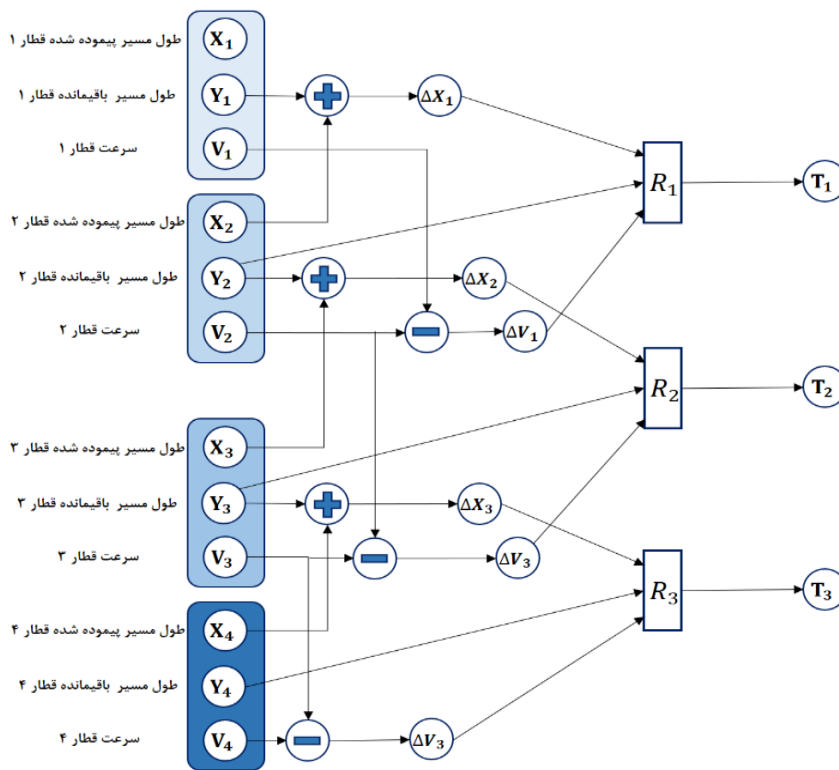 طول مسیر پیموده شده قطار ۱ X₁
طول مسیر باقیمانده قطار ۱ Y₁ ΔX₁
سرعت قطار ۱ V₁
R₁ T₁
طول مسیر پیموده شده قطار ۲ X₂
طول مسیر باقیمانده قطار ۲ Y₂ ΔX₂
سرعت قطار ۲ V₂ ΔV₁
R₂ T₂
طول مسیر پیموده شده قطار ۳ X₃
طول مسیر باقیمانده قطار ۳ Y₃ ΔX₃
سرعت قطار ۳ V₃ ΔV₃
R₃ T₃
طول مسیر پیموده شده قطار ۴ X₄
طول مسیر باقیمانده قطار ۴ Y₄
سرعت قطار ۴ V₄ ΔV₃